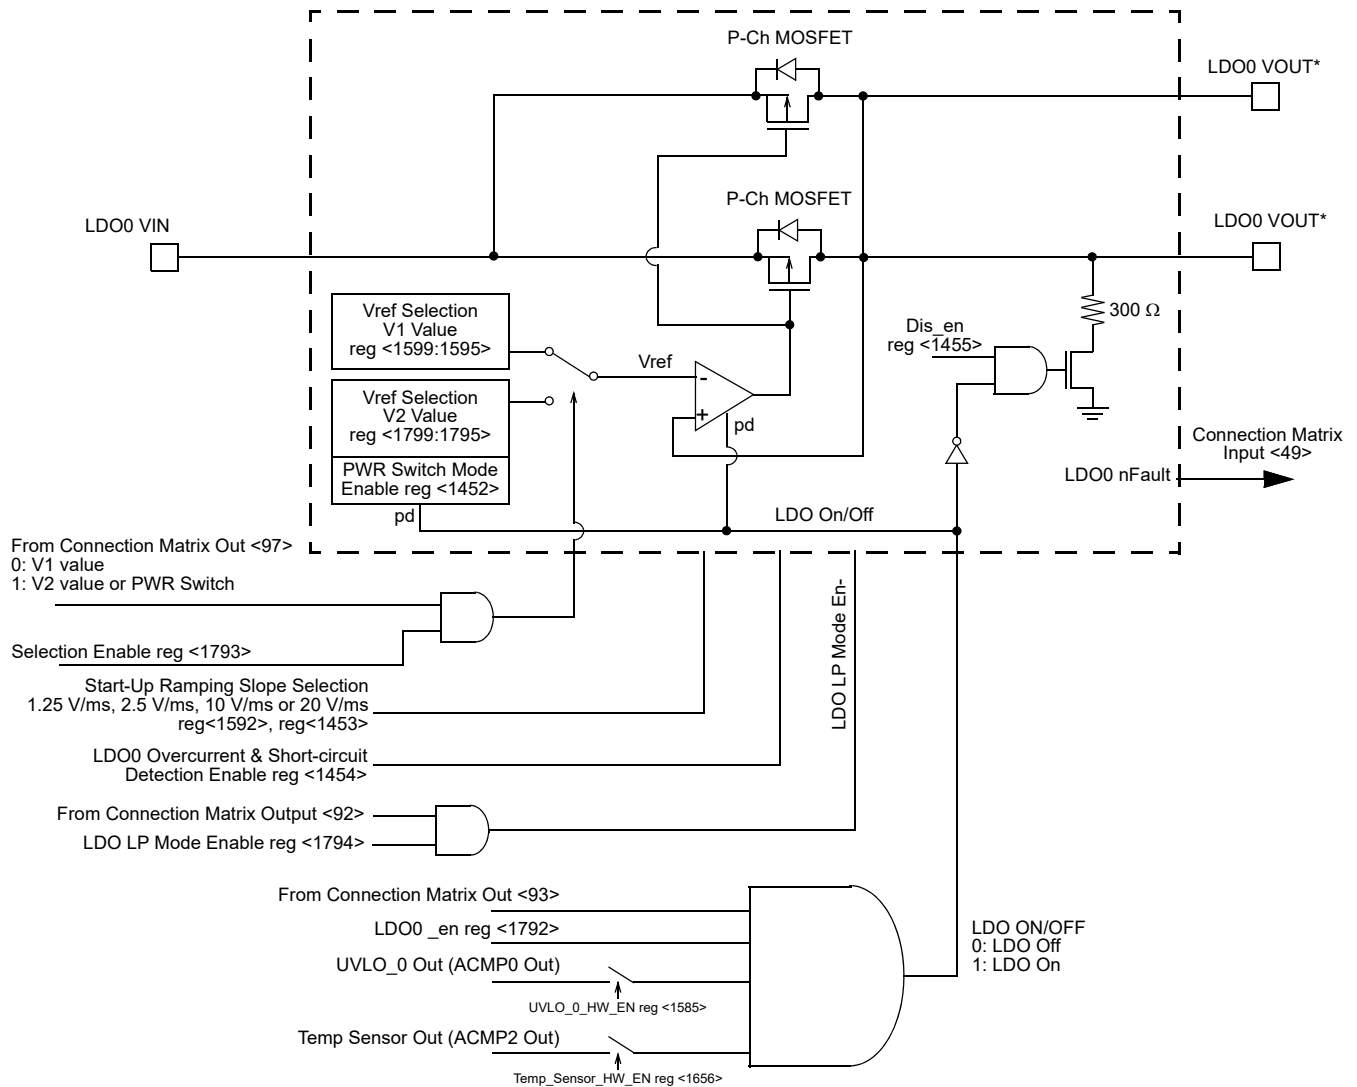 P-Ch MOSFET
LDO0 VOUT*
P-Ch MOSFET
LDO0 VOUT*
LDO0 VIN
Vref Selection
V1 Value
reg <1599:1595>
Vref
-
+
pd
Vref Selection
V2 Value
reg <1799:1795>
PWR Switch Mode
Enable reg <1452>
pd
Dis_en
reg <1455>
300 Ω
Connection Matrix
Input <49>
LDO0 nFault
LDO On/Off
From Connection Matrix Out <97>
0: V1 value
1: V2 value or PWR Switch
Selection Enable reg <1793>
Start-Up Ramping Slope Selection
1.25 V/ms, 2.5 V/ms, 10 V/ms or 20 V/ms
reg<1592>, reg<1453>
LDO LP Mode En-
LDO0 Overcurrent & Short-circuit
Detection Enable reg <1454>
From Connection Matrix Output <92>
LDO LP Mode Enable reg <1794>
From Connection Matrix Out <93>
LDO0 _en reg <1792>
UVLO_0 Out (ACMP0 Out)
UVLO_0_HW_EN reg <1585>
Temp Sensor Out (ACMP2 Out)
Temp_Sensor_HW_EN reg <1656>
LDO ON/OFF
0: LDO Off
1: LDO On